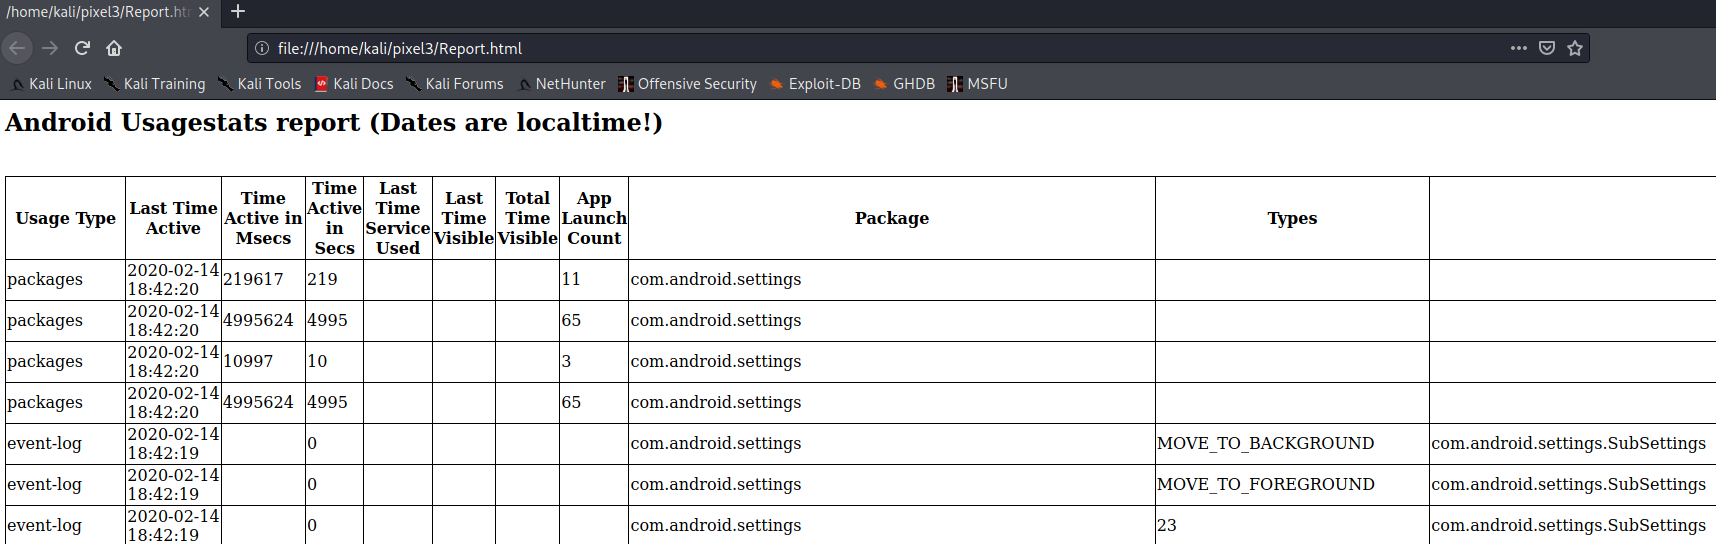 /home/kali/pixel3/Report.htm
file:///home/kali/pixel3/Report.html
Kali Linux Kali Training Kali Tools Kali Docs Kali Forums NetHunter Offensive Security Exploit-DB GHDB MSFU
Android Usagestats report (Dates are localtime!)
Usage Type Last Time Active Time Active in Msecs Time Active in Secs Last Time Service Used Last Time Visible Total Time Visible App Launch Count Package Types
packages 2020-02-14 18:42:20 219617 219 11 com.android.settings
packages 2020-02-14 18:42:20 4995624 4995 65 com.android.settings
packages 2020-02-14 18:42:20 10997 10 3 com.android.settings
packages 2020-02-14 18:42:20 4995624 4995 65 com.android.settings
event-log 2020-02-14 18:42:19 0 com.android.settings MOVE_TO_BACKGROUND com.android.settings.SubSettings
event-log 2020-02-14 18:42:19 0 com.android.settings MOVE_TO_FOREGROUND com.android.settings.SubSettings
event-log 2020-02-14 18:42:19 0 com.android.settings 23 com.android.settings.SubSettings